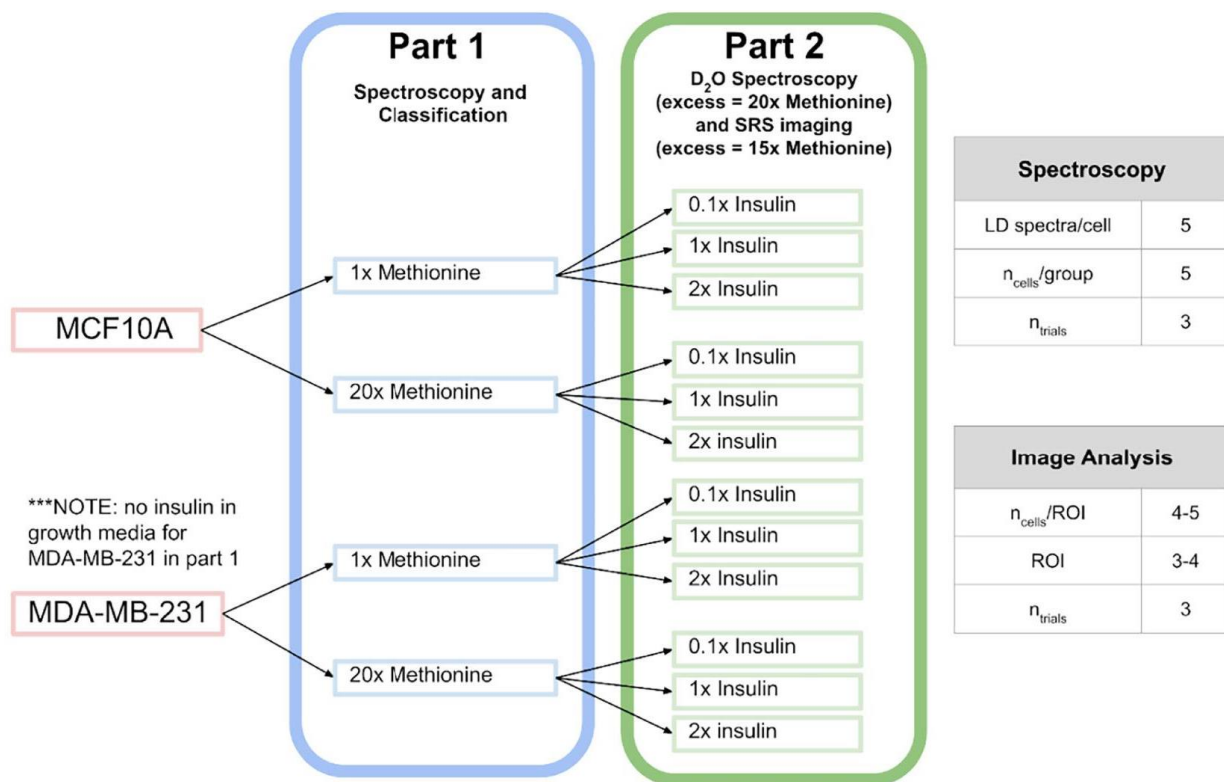 Part 1
Spectroscopy and
Classification
Part 2
D₂O Spectroscopy
(excess = 20x Methionine)
and SRS imaging
(excess = 15x Methionine)
MCF10A
1x Methionine
0.1x Insulin
1x Insulin
2x Insulin
20x Methionine
0.1x Insulin
1x Insulin
2x insulin
***NOTE: no insulin in
growth media for
MDA-MB-231 in part 1
MDA-MB-231
1x Methionine
0.1x Insulin
1x Insulin
2x Insulin
20x Methionine
0.1x Insulin
1x Insulin
2x insulin
Spectroscopy
LD spectra/cell 5
n_cells/group 5
n_trials 3
Image Analysis
n_cells/ROI 4-5
ROI 3-4
n_trials 3